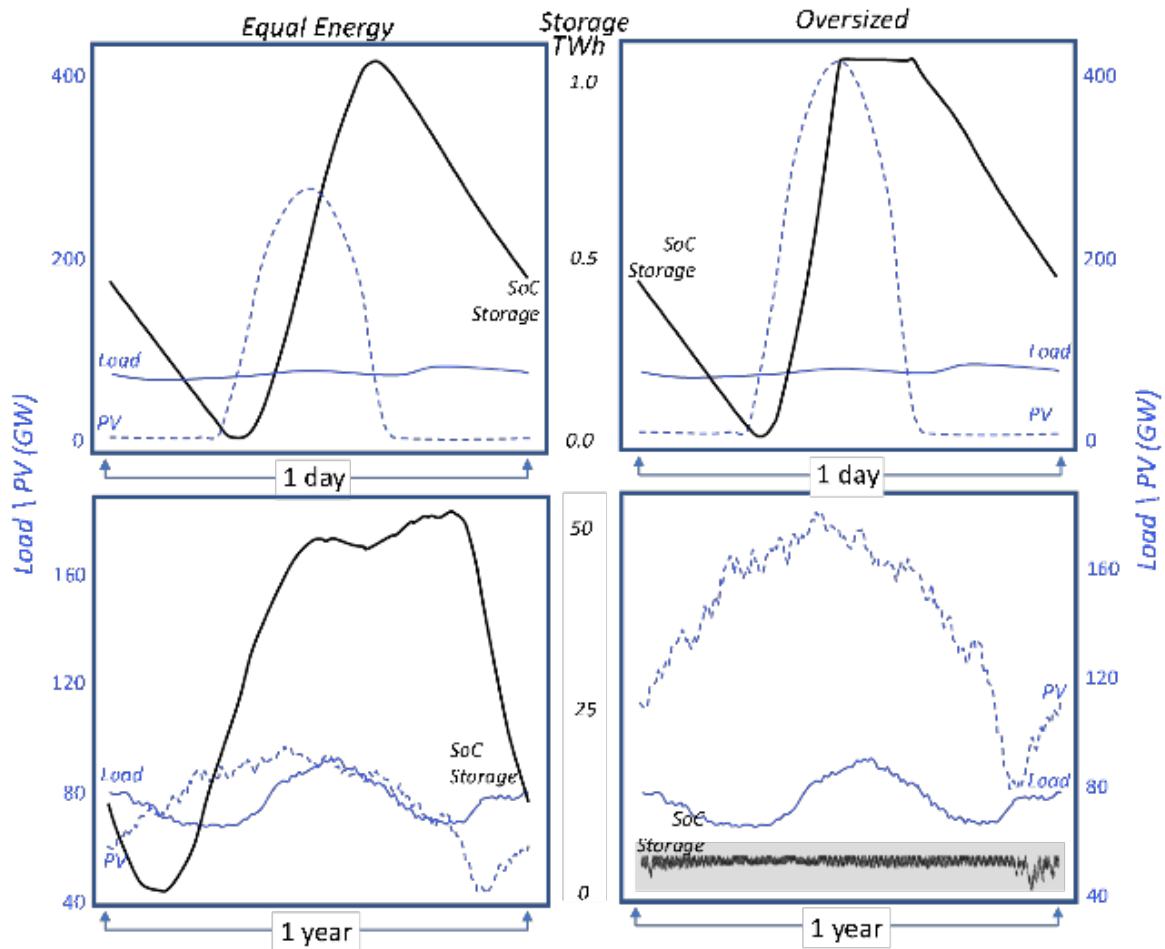 Equal Energy
Storage
TWh
Oversized
400
200
0
Load
PV
SoC
Storage
1.0
0.5
0.0
SoC
Storage
Load
PV
400
200
0
1 day
1 day
Load \ PV (GW)
160
120
80
40
Load
PV
SoC
Storage
50
25
0
PV
Load
SoC
Storage
160
120
80
40
Load \ PV (GW)
1 year
1 year